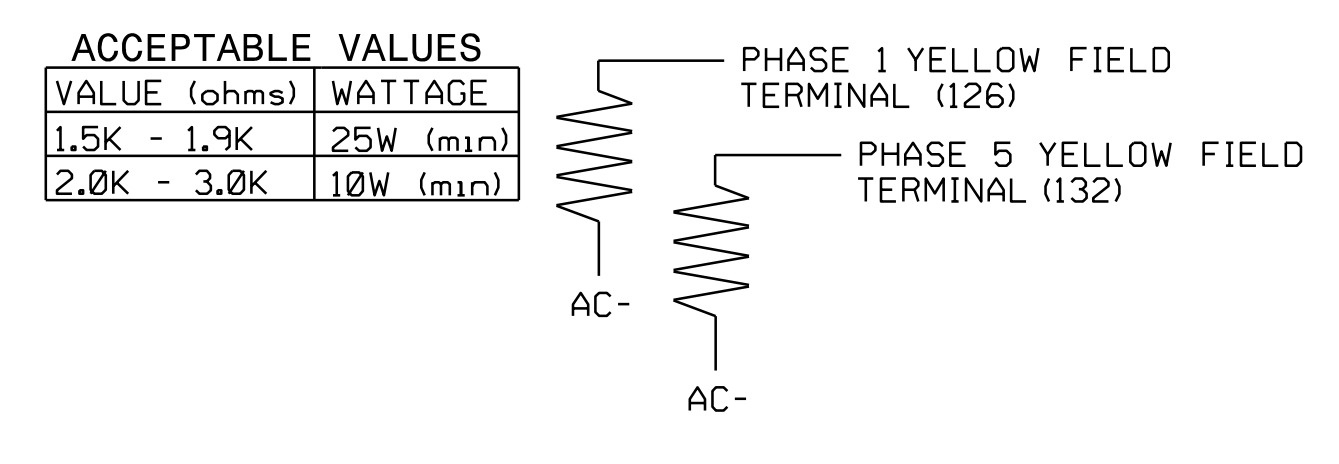 ACCEPTABLE VALUES
VALUE (ohms) WATTAGE
1.5K - 1.9K 25W (min)
2.0K - 3.0K 10W (min)
PHASE 1 YELLOW FIELD
TERMINAL (126)
PHASE 5 YELLOW FIELD
TERMINAL (132)
AC-
AC-